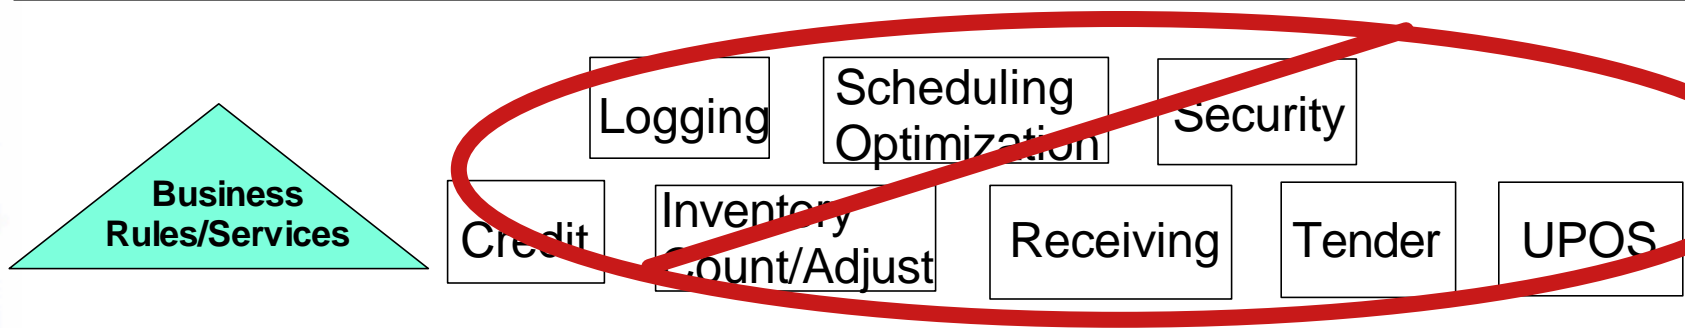 Logging
Scheduling
Optimization
Security
Business
Rules/Services
Credit
Inventory
Count/Adjust
Receiving
Tender
UPOS